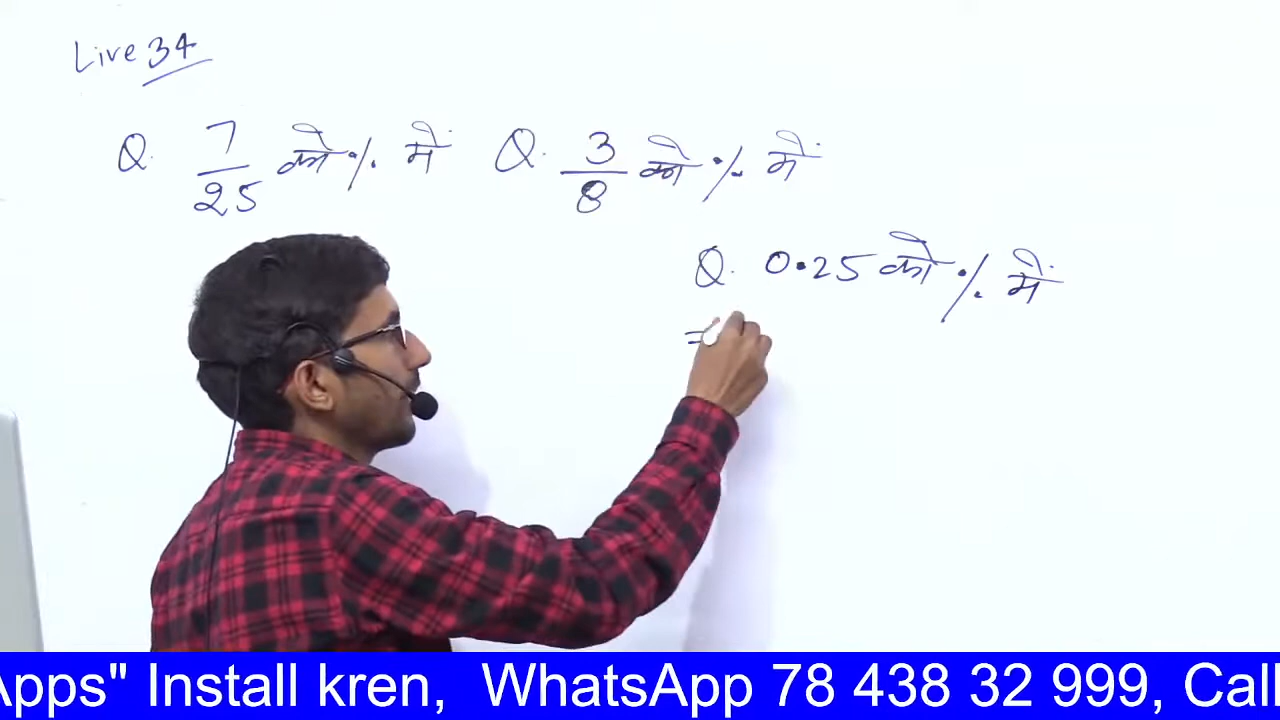 Live 34
Q. 7/25 को % में Q. 3/8 को % में
Q. 0.25 को % में
=
Apps" Install kren, WhatsApp 78 438 32 999, Call